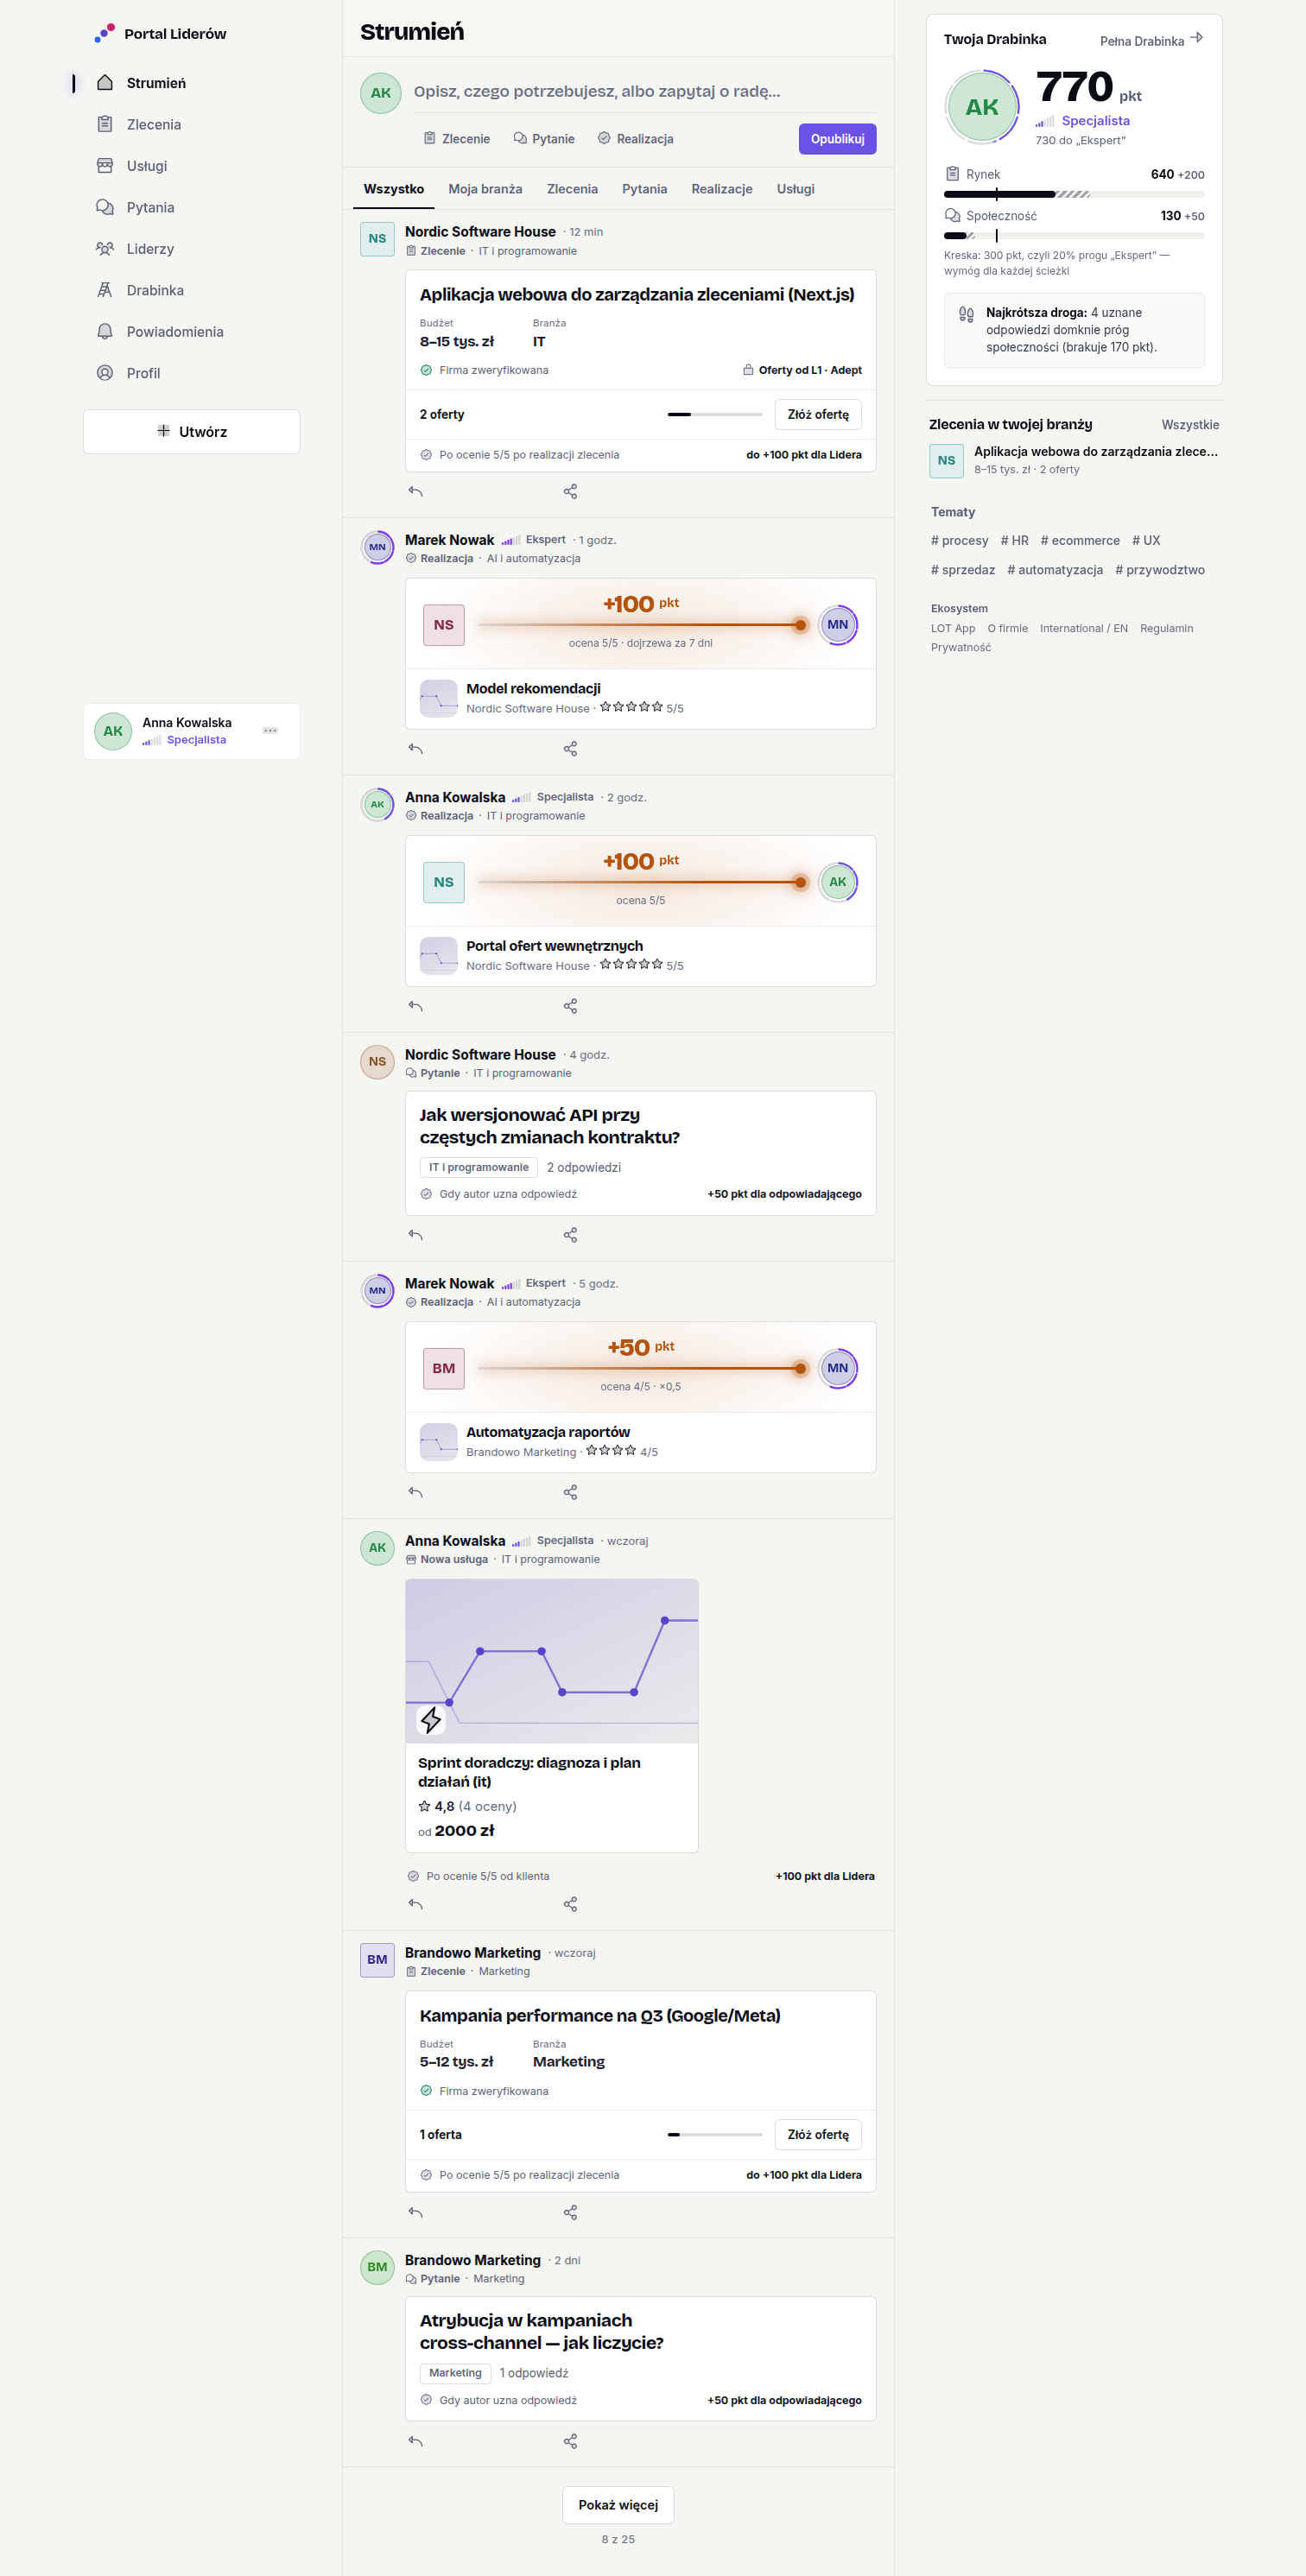 Portal Liderów
Strumień
Zlecenia
Usługi
Pytania
Liderzy
Drabinka
Powiadomienia
Profil
Utwórz
AK
Anna Kowalska
Specjalista
Strumień
AK
Opisz, czego potrzebujesz, albo zapytaj o radę...
Zlecenie Pytanie Realizacja Opublikuj
Wszystko Moja branża Zlecenia Pytania Realizacje Usługi
NS
Nordic Software House · 12 min
Zlecenie · IT i programowanie
Aplikacja webowa do zarządzania zleceniami (Next.js)
Budżet Branża
8–15 tys. zł IT
Firma zweryfikowana Oferty od L1 · Adept
2 oferty Złóż ofertę
Po ocenie 5/5 po realizacji zlecenia do +100 pkt dla Lidera
MN
Marek Nowak Ekspert · 1 godz.
Realizacja · AI i automatyzacja
+100 pkt
NS MN
ocena 5/5 · dojrzewa za 7 dni
Model rekomendacji
Nordic Software House · 5/5
AK
Anna Kowalska Specjalista · 2 godz.
Realizacja · IT i programowanie
+100 pkt
NS AK
ocena 5/5
Portal ofert wewnętrznych
Nordic Software House · 5/5
NS
Nordic Software House · 4 godz.
Pytanie · IT i programowanie
Jak wersjonować API przy
częstych zmianach kontraktu?
IT i programowanie 2 odpowiedzi
Gdy autor uzna odpowiedź +50 pkt dla odpowiadającego
MN
Marek Nowak Ekspert · 5 godz.
Realizacja · AI i automatyzacja
+50 pkt
BM MN
ocena 4/5 · ×0,5
Automatyzacja raportów
Brandowo Marketing · 4/5
AK
Anna Kowalska Specjalista · wczoraj
Nowa usługa · IT i programowanie
Sprint doradczy: diagnoza i plan
działań (it)
4,8 (4 oceny)
od 2000 zł
Po ocenie 5/5 od klienta +100 pkt dla Lidera
BM
Brandowo Marketing · wczoraj
Zlecenie · Marketing
Kampania performance na Q3 (Google/Meta)
Budżet Branża
5–12 tys. zł Marketing
Firma zweryfikowana
1 oferta Złóż ofertę
Po ocenie 5/5 po realizacji zlecenia do +100 pkt dla Lidera
BM
Brandowo Marketing · 2 dni
Pytanie · Marketing
Atrybucja w kampaniach
cross-channel — jak liczycie?
Marketing 1 odpowiedź
Gdy autor uzna odpowiedź +50 pkt dla odpowiadającego
Pokaż więcej
8 z 25
Twoja Drabinka Pełna Drabinka
AK
770 pkt
Specjalista
730 do „Ekspert”
Rynek 640 +200
Społeczność 130 +50
Kreska: 300 pkt, czyli 20% progu „Ekspert” —
wymóg dla każdej ścieżki
Najkrótsza droga: 4 uznane
odpowiedzi domknie próg
społeczności (brakuje 170 pkt).
Zlecenia w twojej branży Wszystkie
NS
Aplikacja webowa do zarządzania zlece...
8–15 tys. zł · 2 oferty
Tematy
# procesy # HR # ecommerce # UX
# sprzedaz # automatyzacja # przywodztwo
Ekosystem
LOT App O firmie International / EN Regulamin
Prywatność